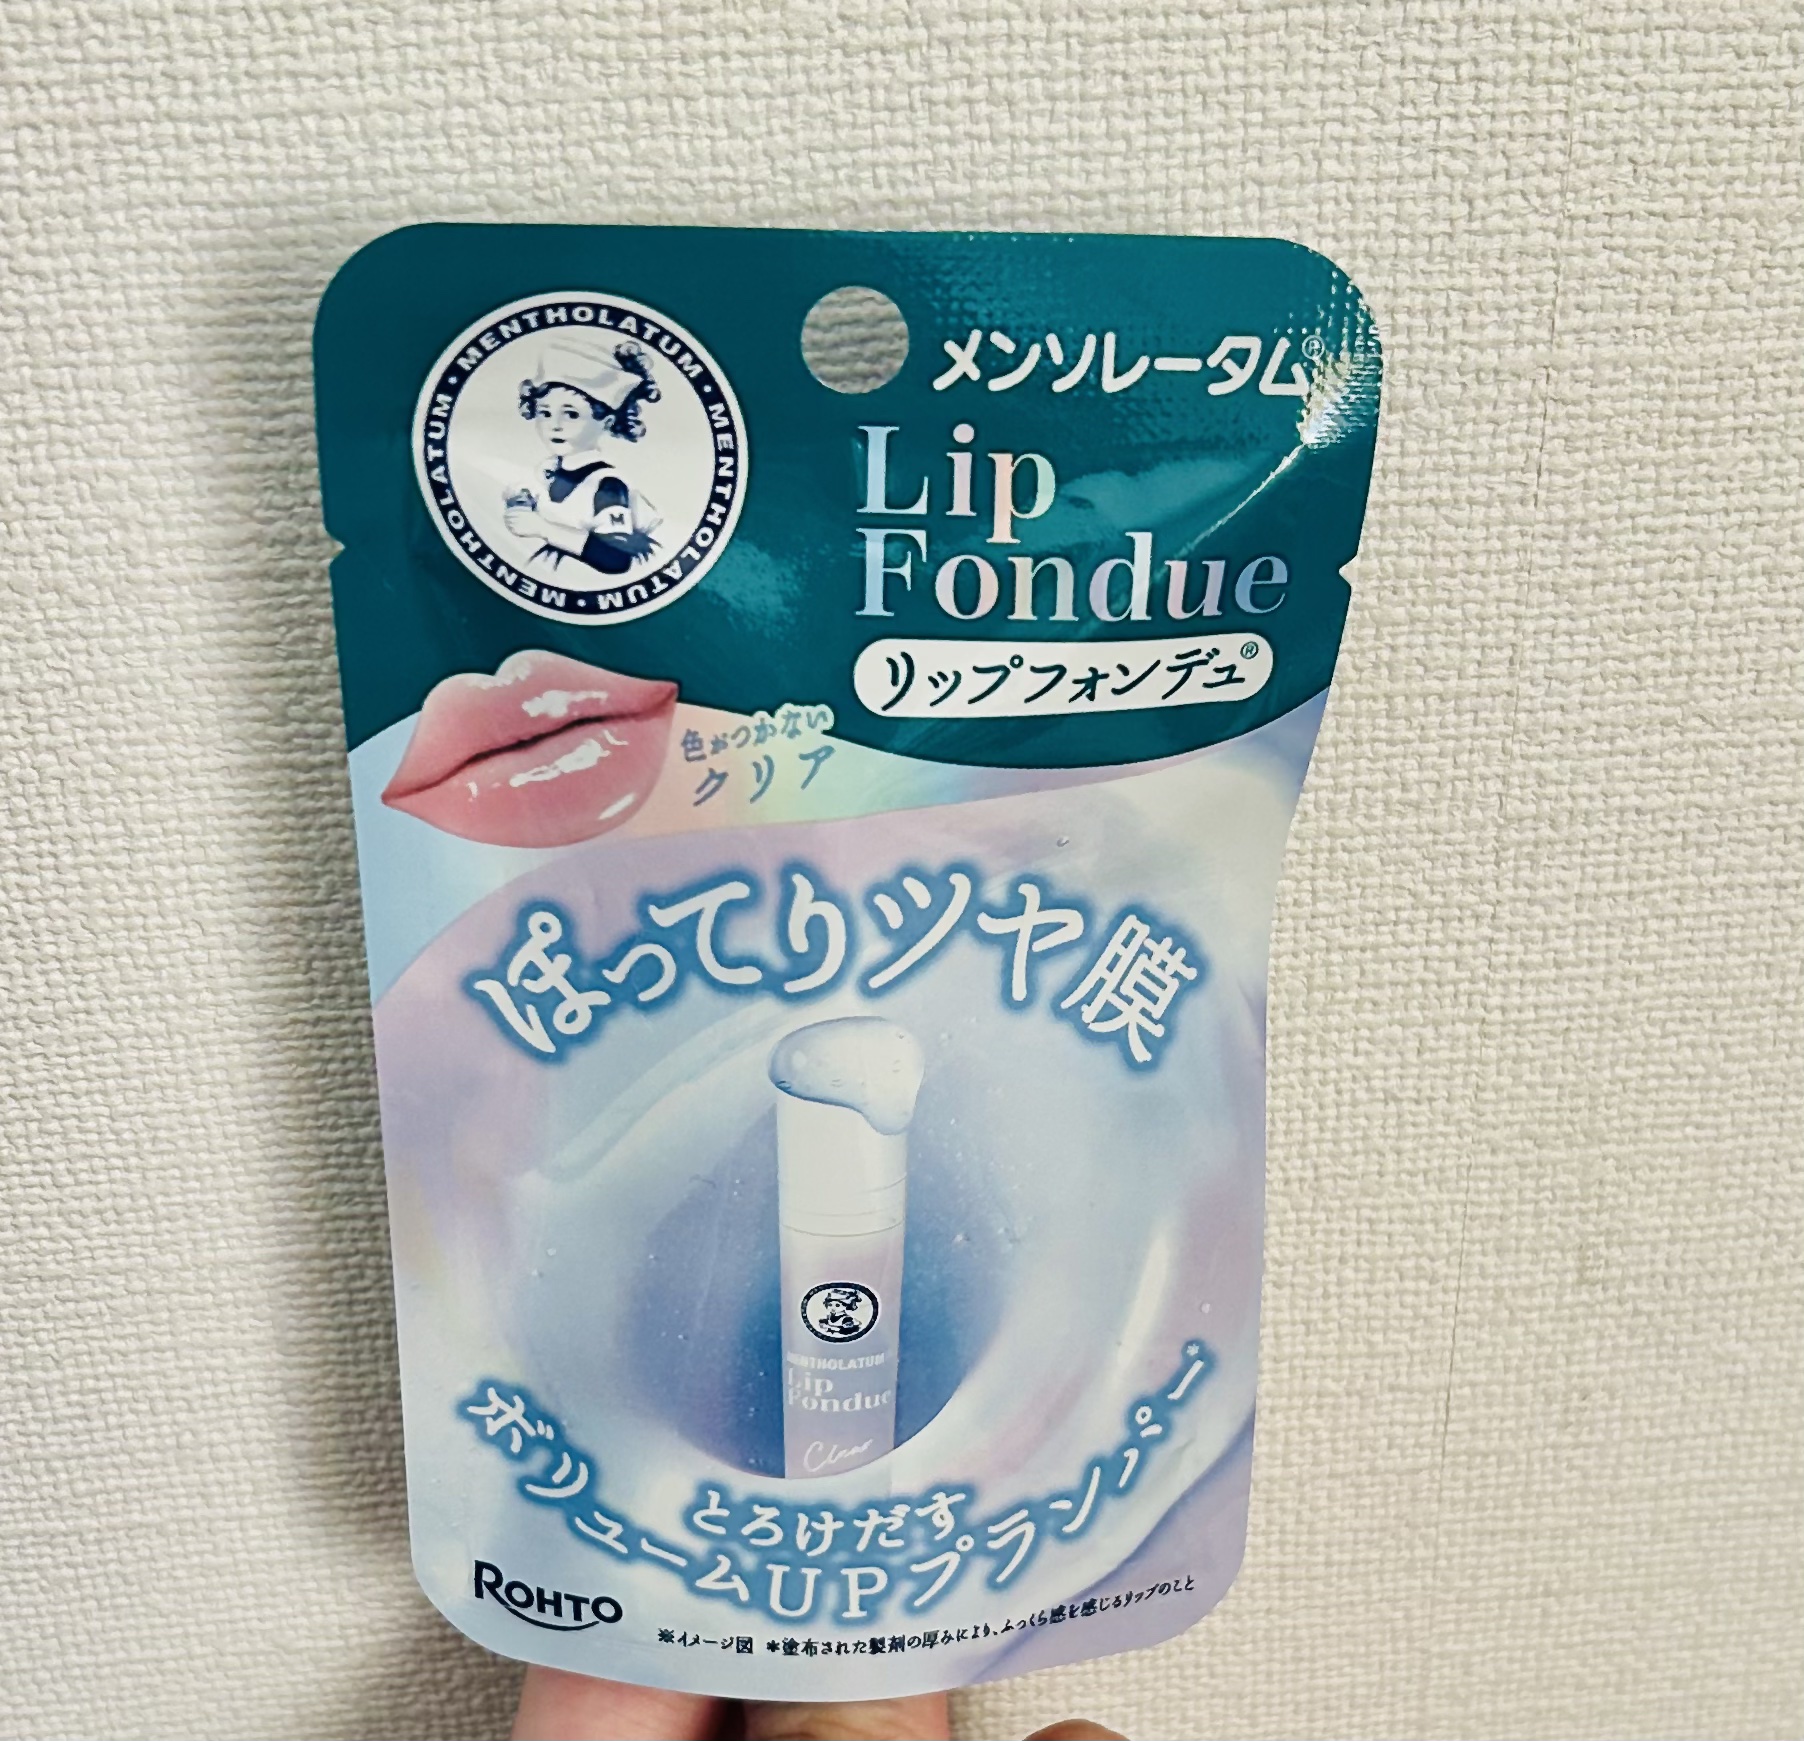 MENTHOLATUM · MENTHOLATUM · MENTHOLATUM · MENTHOLATUM ·
M
メンソレータム®
Lip
Fondue
リップフォンデュ®
色がつかない
クリア
ぽってりツヤ膜
MENTHOLATUM
Lip
Fondue
Clear
とろけだす
ボリュームUPプランパー*
ROHTO
※イメージ図 *塗布された製剤の厚みにより、ふっくら感を感じるリップのこと